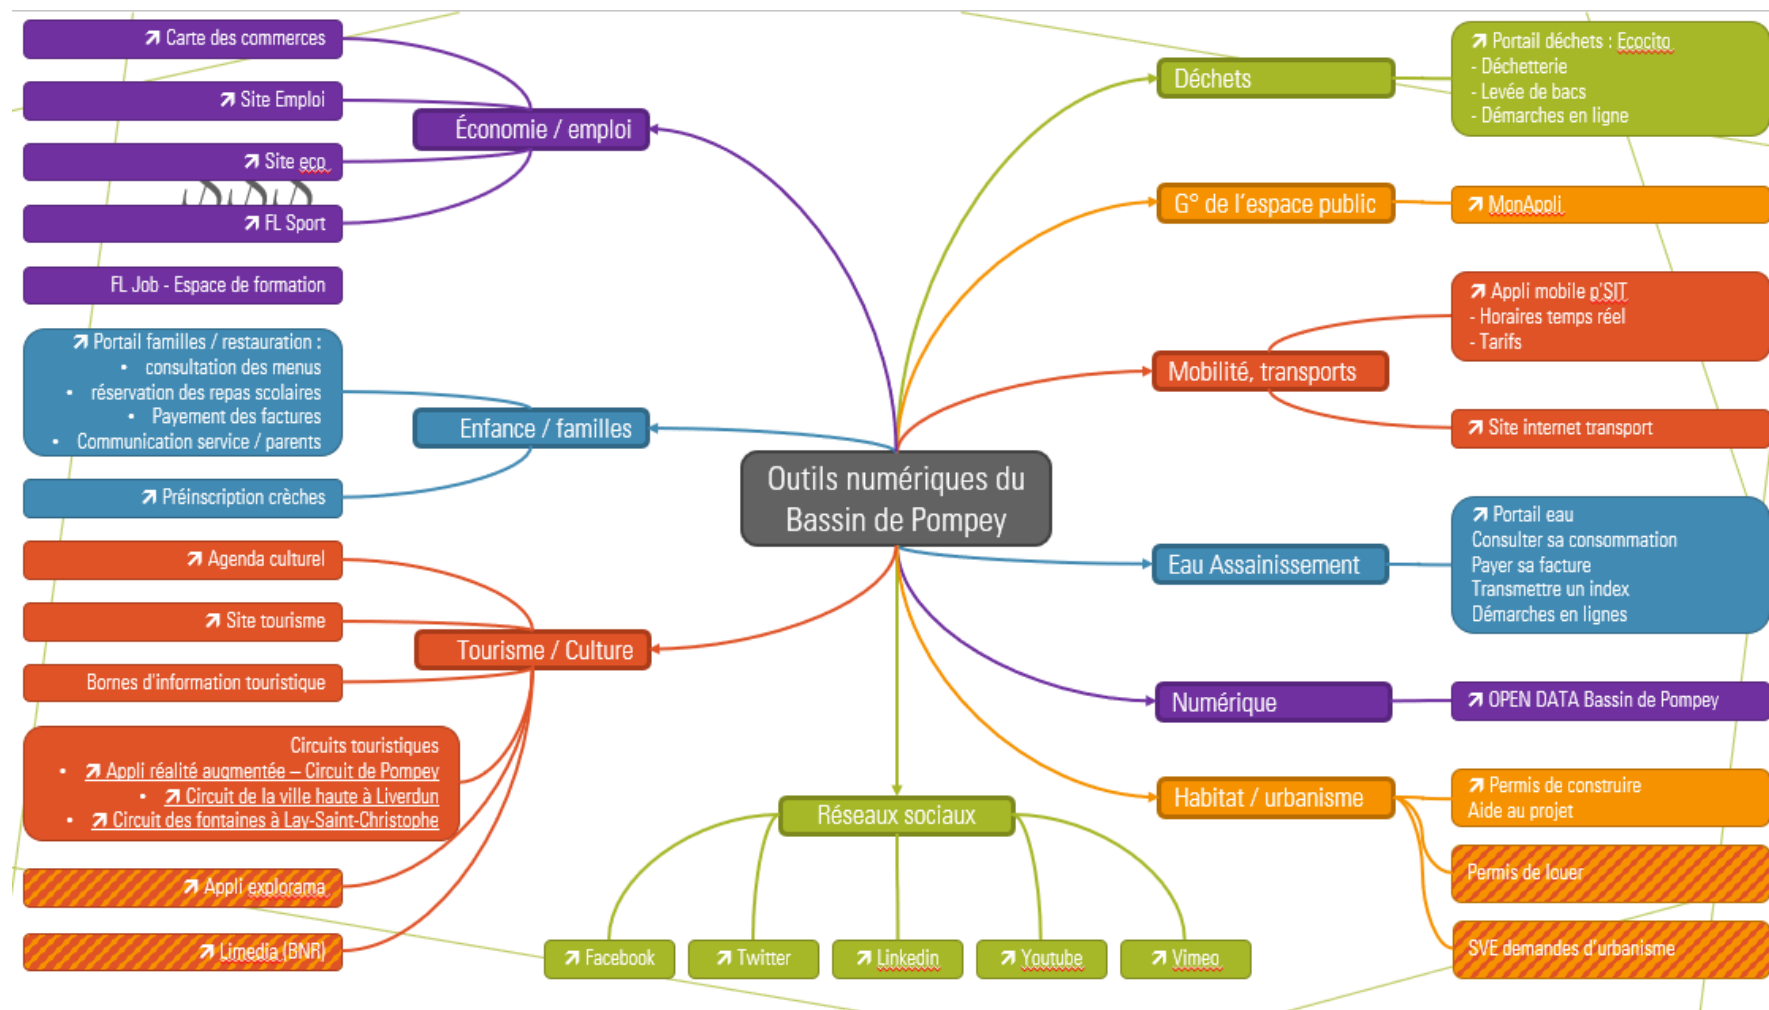 ↗ Carte des commerces
↗ Site Emploi
↗ Site eco
↗ FL Sport
FL Job - Espace de formation
Économie / emploi
↗ Portail familles / restauration :
• consultation des menus
• réservation des repas scolaires
• Payement des factures
• Communication service / parents
↗ Préinscription crèches
Enfance / familles
↗ Agenda culturel
↗ Site tourisme
Bornes d'information touristique
Circuits touristiques
• ↗ Appli réalité augmentée – Circuit de Pompey
• ↗ Circuit de la ville haute à Liverdun
• ↗ Circuit des fontaines à Lay-Saint-Christophe
↗ Appli explorama
↗ Limedia (BNR)
Tourisme / Culture
Outils numériques du
Bassin de Pompey
Réseaux sociaux
↗ Facebook
↗ Twitter
↗ Linkedin
↗ Youtube
↗ Vimeo
Déchets
↗ Portail déchets : Ecocito
- Déchetterie
- Levée de bacs
- Démarches en ligne
G° de l'espace public
↗ MonAppli
Mobilité, transports
↗ Appli mobile p'SIT
- Horaires temps réel
- Tarifs
↗ Site internet transport
Eau Assainissement
↗ Portail eau
Consulter sa consommation
Payer sa facture
Transmettre un index
Démarches en lignes
Numérique
↗ OPEN DATA Bassin de Pompey
Habitat / urbanisme
↗ Permis de construire
Aide au projet
Permis de louer
SVE demandes d'urbanisme